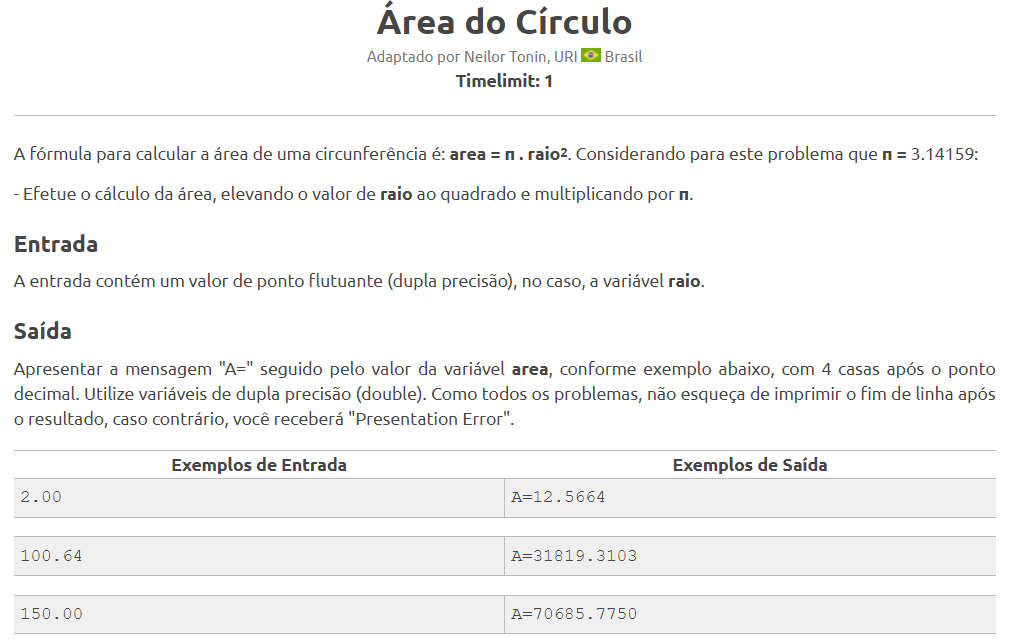 Área do Círculo
Adaptado por Neilor Tonin, URI Brasil
Timelimit: 1
A fórmula para calcular a área de uma circunferência é: area = π . raio². Considerando para este problema que π = 3.14159:
- Efetue o cálculo da área, elevando o valor de raio ao quadrado e multiplicando por π.
Entrada
A entrada contém um valor de ponto flutuante (dupla precisão), no caso, a variável raio.
Saída
Apresentar a mensagem "A=" seguido pelo valor da variável area, conforme exemplo abaixo, com 4 casas após o ponto
decimal. Utilize variáveis de dupla precisão (double). Como todos os problemas, não esqueça de imprimir o fim de linha após
o resultado, caso contrário, você receberá "Presentation Error".
Exemplos de Entrada Exemplos de Saída
2.00 A=12.5664
100.64 A=31819.3103
150.00 A=70685.7750